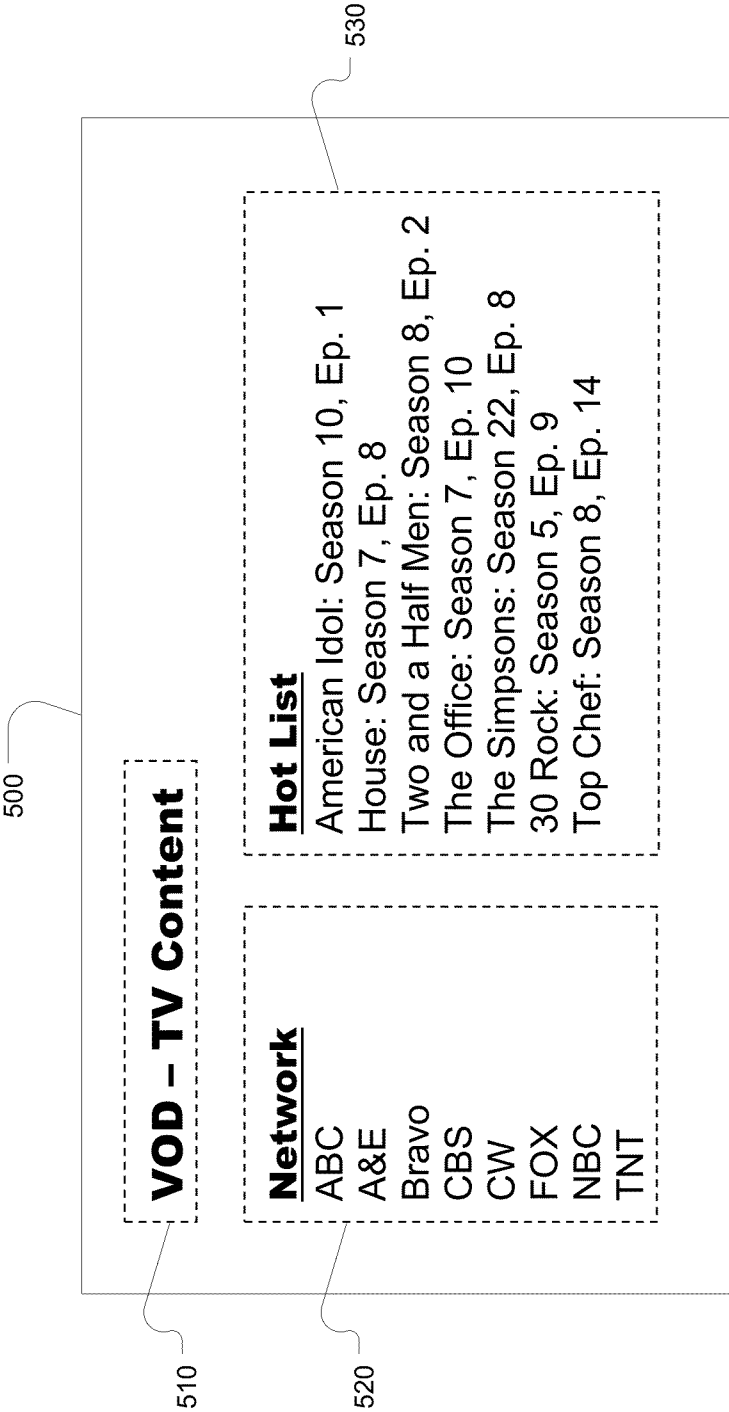 500
510
VOD – TV Content
520
Network
ABC
A&E
Bravo
CBS
CW
FOX
NBC
TNT
530
Hot List
American Idol: Season 10, Ep. 1
House: Season 7, Ep. 8
Two and a Half Men: Season 8, Ep. 2
The Office: Season 7, Ep. 10
The Simpsons: Season 22, Ep. 8
30 Rock: Season 5, Ep. 9
Top Chef: Season 8, Ep. 14